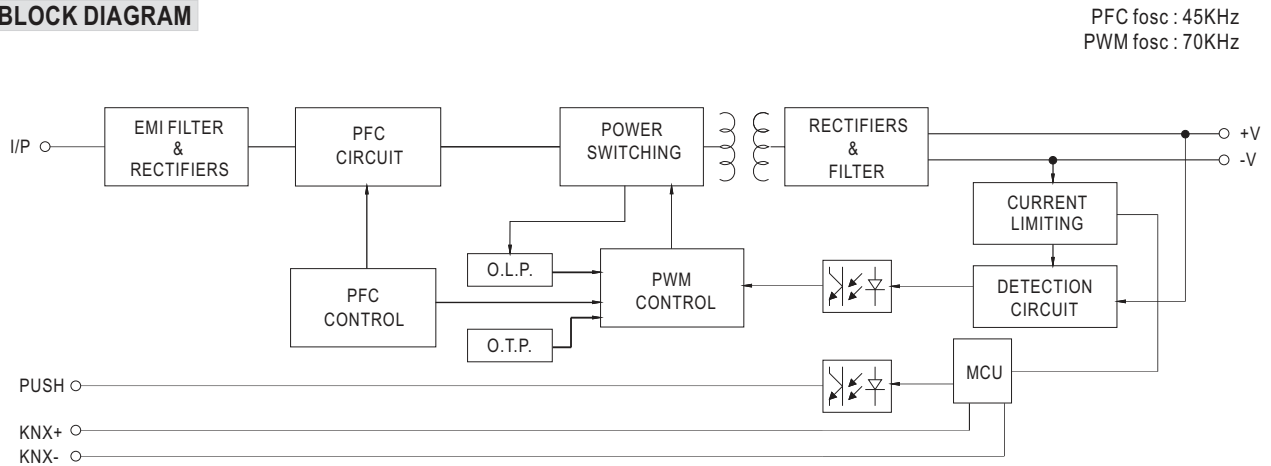 BLOCK DIAGRAM
PFC fosc : 45KHz
PWM fosc : 70KHz
I/P
EMI FILTER
&
RECTIFIERS
PFC
CIRCUIT
POWER
SWITCHING
RECTIFIERS
&
FILTER
+V
-V
CURRENT
LIMITING
O.L.P.
PWM
CONTROL
DETECTION
CIRCUIT
PFC
CONTROL
O.T.P.
MCU
PUSH
KNX+
KNX-